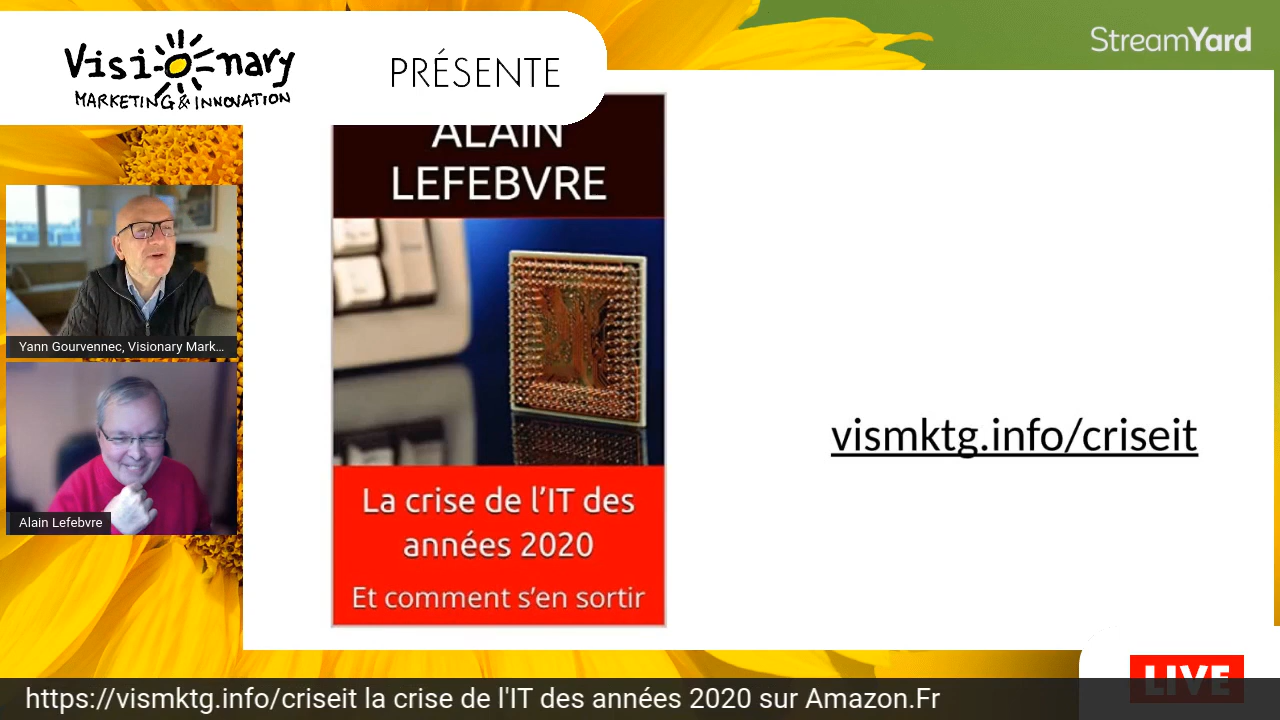 Visionary
MARKETING & INNOVATION
PRÉSENTE
StreamYard
ALAIN
LEFEBVRE
Yann Gourvennec, Visionary Mark...
vismktg.info/criseit
La crise de l'IT des
années 2020
Alain Lefebvre
Et comment s'en sortir
LIVE
https://vismktg.info/criseit la crise de l'IT des années 2020 sur Amazon.Fr